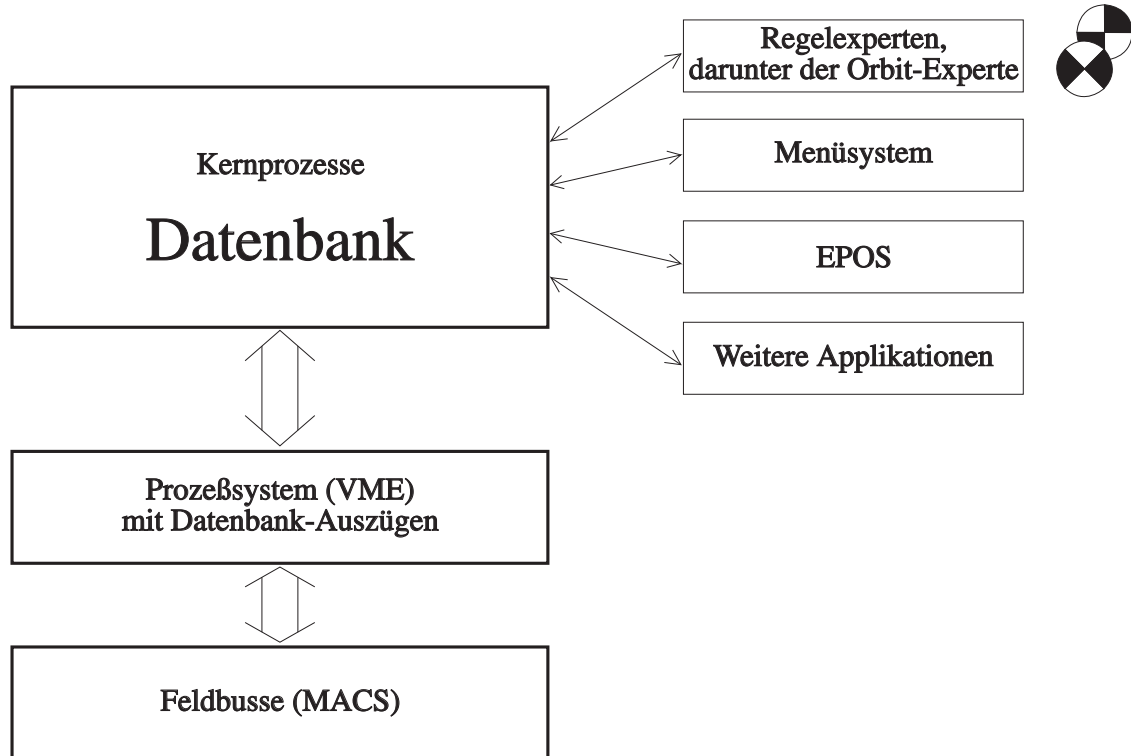 Regelexperten,
darunter der Orbit-Experte
Kernprozesse
Datenbank
Menüsystem
EPOS
Weitere Applikationen
Prozeßsystem (VME)
mit Datenbank-Auszügen
Feldbusse (MACS)